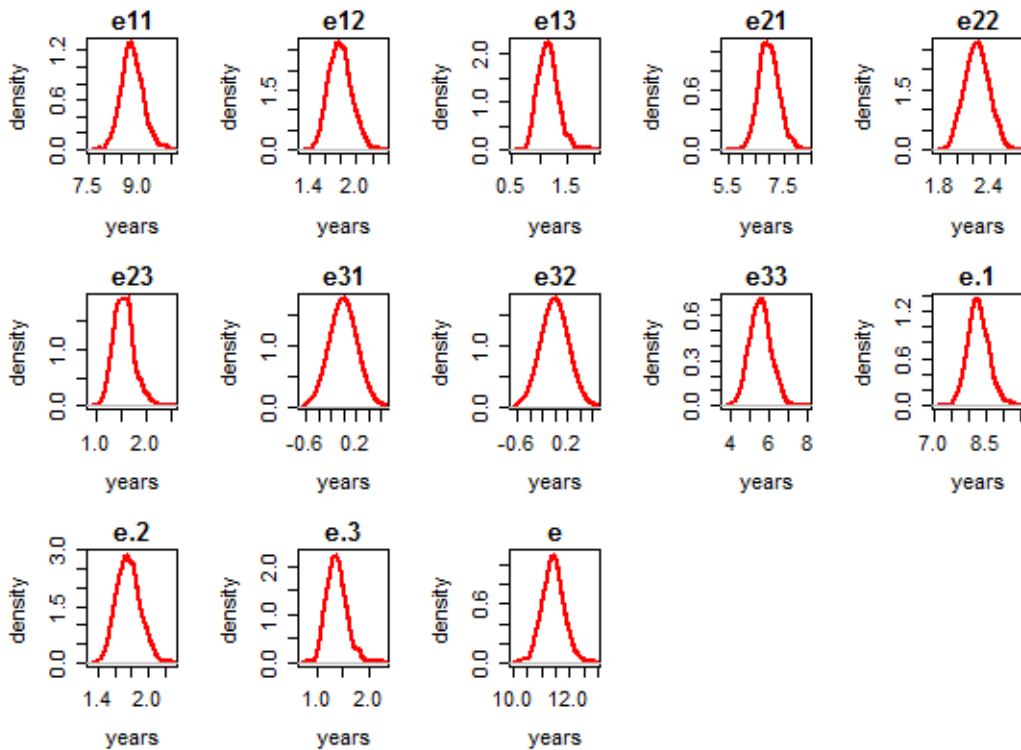 e11 e12 e13 e21 e22
density 0.0 0.6 1.2 density 1.5 density 0.0 1.0 2.0 density 0.0 0.6 density 0.0 1.5
7.5 9.0 1.4 2.0 0.5 1.5 5.5 7.5 1.8 2.4
years years years years years
e23 e31 e32 e33 e.1
density 0.0 1.0 density 0.0 1.0 density 0.0 1.0 density 0.0 0.3 0.6 density 0.0 0.6 1.2
1.0 2.0 -0.6 0.2 -0.6 0.2 4 6 8 7.0 8.5
years years years years years
e.2 e.3 e
density 0.0 1.5 3.0 density 0.0 1.0 2.0 density 0.0 0.6
1.4 2.0 1.0 2.0 10.0 12.0
years years years